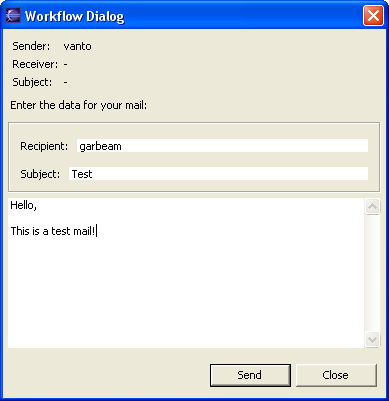 Workflow Dialog
Sender: vanto
Receiver: -
Subject: -
Enter the data for your mail:
Recipient: garbeam
Subject: Test
Hello,
This is a test mail!
Send Close